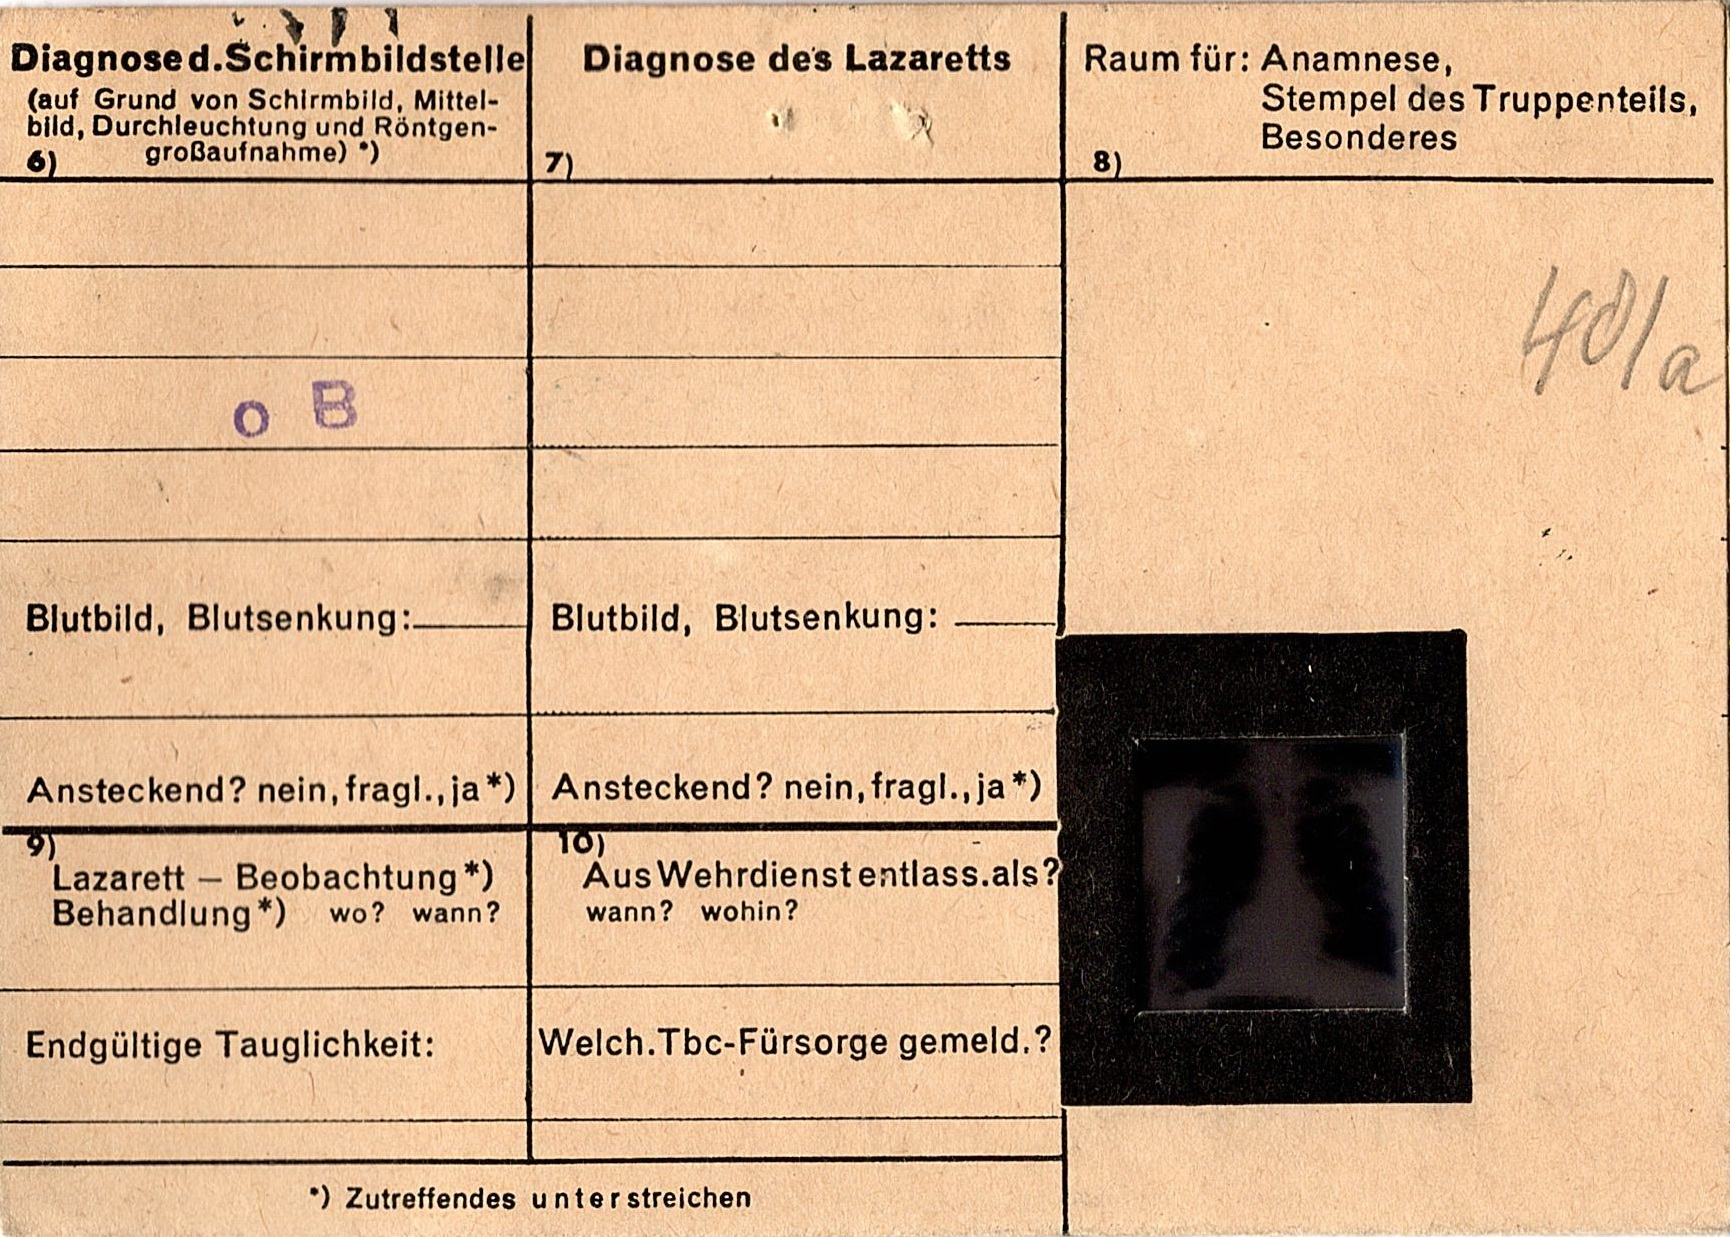 Diagnose d. Schirmbildstelle
(auf Grund von Schirmbild, Mittel-
bild, Durchleuchtung und Röntgen-
großaufnahme) *)
6)
o B
Blutbild, Blutsenkung:
Ansteckend? nein, fragl., ja *)
Diagnose des Lazaretts
7)
Blutbild, Blutsenkung:
Ansteckend? nein, fragl., ja *)
Raum für: Anamnese,
Stempel des Truppenteils,
Besonderes
8)
401/a
9)
Lazarett – Beobachtung *)
Behandlung *) wo? wann?
Endgültige Tauglichkeit:
10)
Aus Wehrdienst entlass. als?
wann? wohin?
Welch. Tbc-Fürsorge gemeld.?
*) Zutreffendes unterstreichen